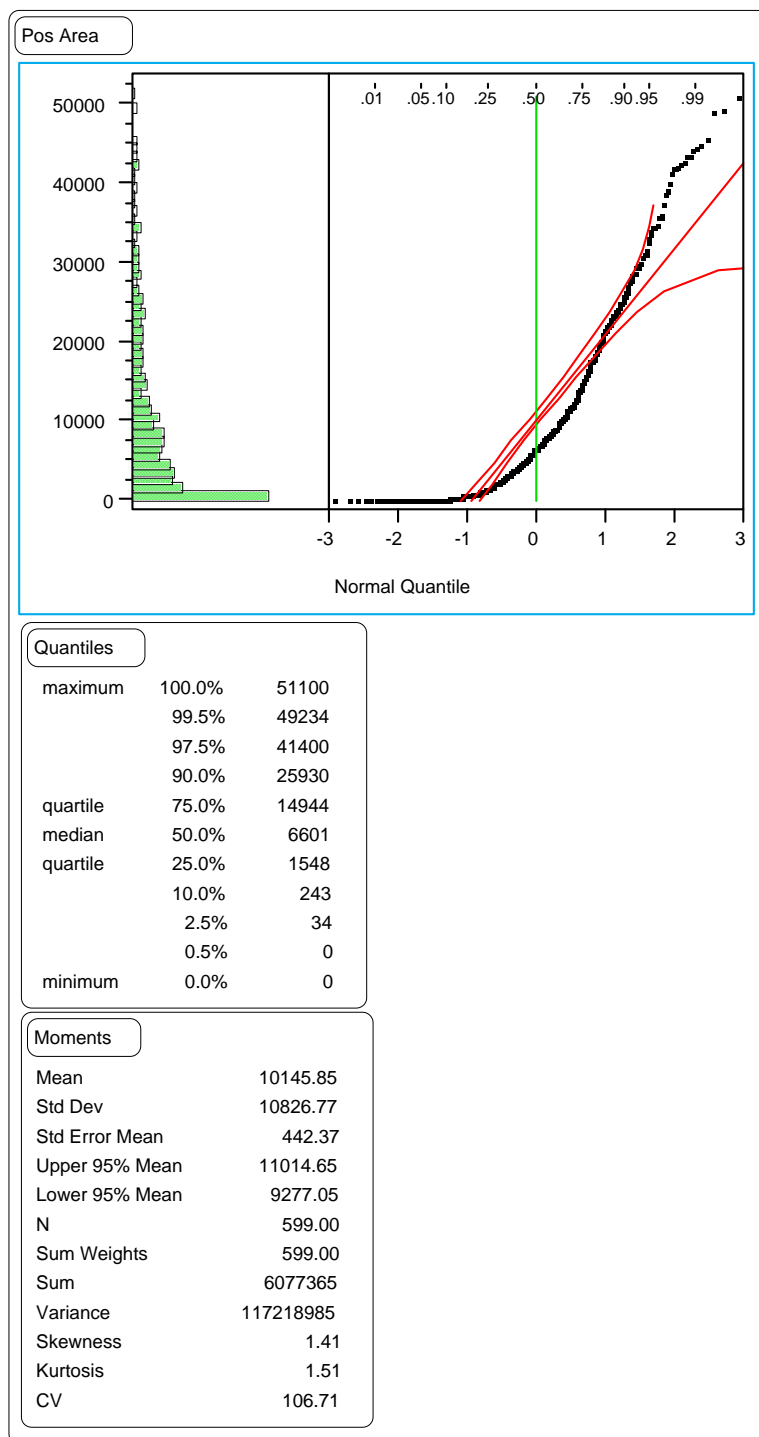 Pos Area
50000
40000
30000
20000
10000
0
.01 .05 .10 .25 .50 .75 .90 .95 .99
-3 -2 -1 0 1 2 3
Normal Quantile
Quantiles
maximum 100.0% 51100
99.5% 49234
97.5% 41400
90.0% 25930
quartile 75.0% 14944
median 50.0% 6601
quartile 25.0% 1548
10.0% 243
2.5% 34
0.5% 0
minimum 0.0% 0
Moments
Mean 10145.85
Std Dev 10826.77
Std Error Mean 442.37
Upper 95% Mean 11014.65
Lower 95% Mean 9277.05
N 599.00
Sum Weights 599.00
Sum 6077365
Variance 117218985
Skewness 1.41
Kurtosis 1.51
CV 106.71